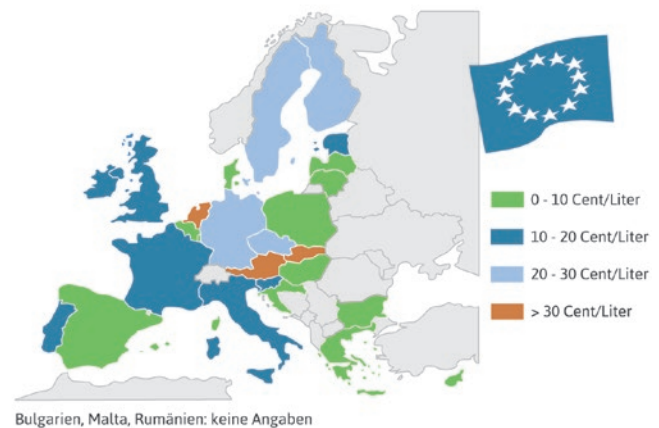 0 - 10 Cent/Liter
10 - 20 Cent/Liter
20 - 30 Cent/Liter
> 30 Cent/Liter
Bulgarien, Malta, Rumänien: keine Angaben